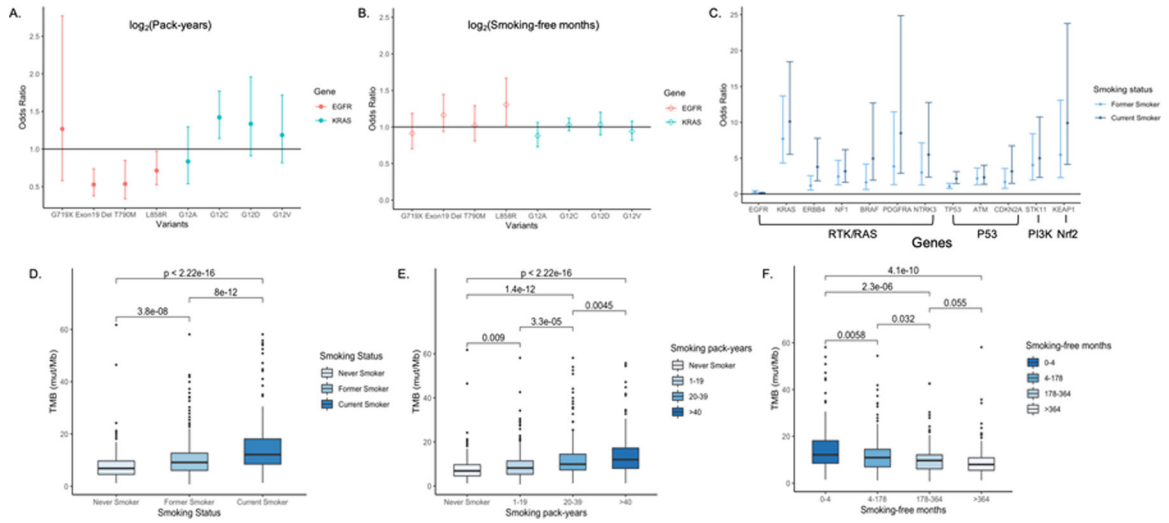 A.
log2(Pack-years)
Odds Ratio
2.5
2.0
1.5
1.0
0.5
G719X Exon19 Del T790M L858R G12A G12C G12D G12V
Variants
Gene
EGFR
KRAS
B.
log2(Smoking-free months)
Odds Ratio
2.5
2.0
1.5
1.0
0.5
0.0
G719X Exon19 Del T790M L858R G12A G12C G12D G12V
Variants
Gene
EGFR
KRAS
C.
Odds Ratio
25
20
15
10
5
0
EGFR KRAS ERBB4 NF1 BRAF PDGFRA NTRK3 TP53 ATM CDKN2A STK11 KEAP1
RTK/RAS P53 PI3K Nrf2
Genes
Smoking status
Former Smoker
Current Smoker
D.
p < 2.22e-16
8e-12
3.8e-08
TMB (mut/Mb)
60
40
20
0
Never Smoker Former Smoker Current Smoker
Smoking Status
Smoking Status
Never Smoker
Former Smoker
Current Smoker
E.
p < 2.22e-16
1.4e-12
0.0045
3.3e-05
0.009
TMB (mut/Mb)
60
40
20
0
Never Smoker 1-19 20-39 >40
Smoking pack-years
Smoking pack-years
Never Smoker
1-19
20-39
>40
F.
4.1e-10
2.3e-06
0.055
0.032
0.0058
TMB (mut/Mb)
60
40
20
0
0-4 4-178 178-364 >364
Smoking-free months
Smoking-free months
0-4
4-178
178-364
>364